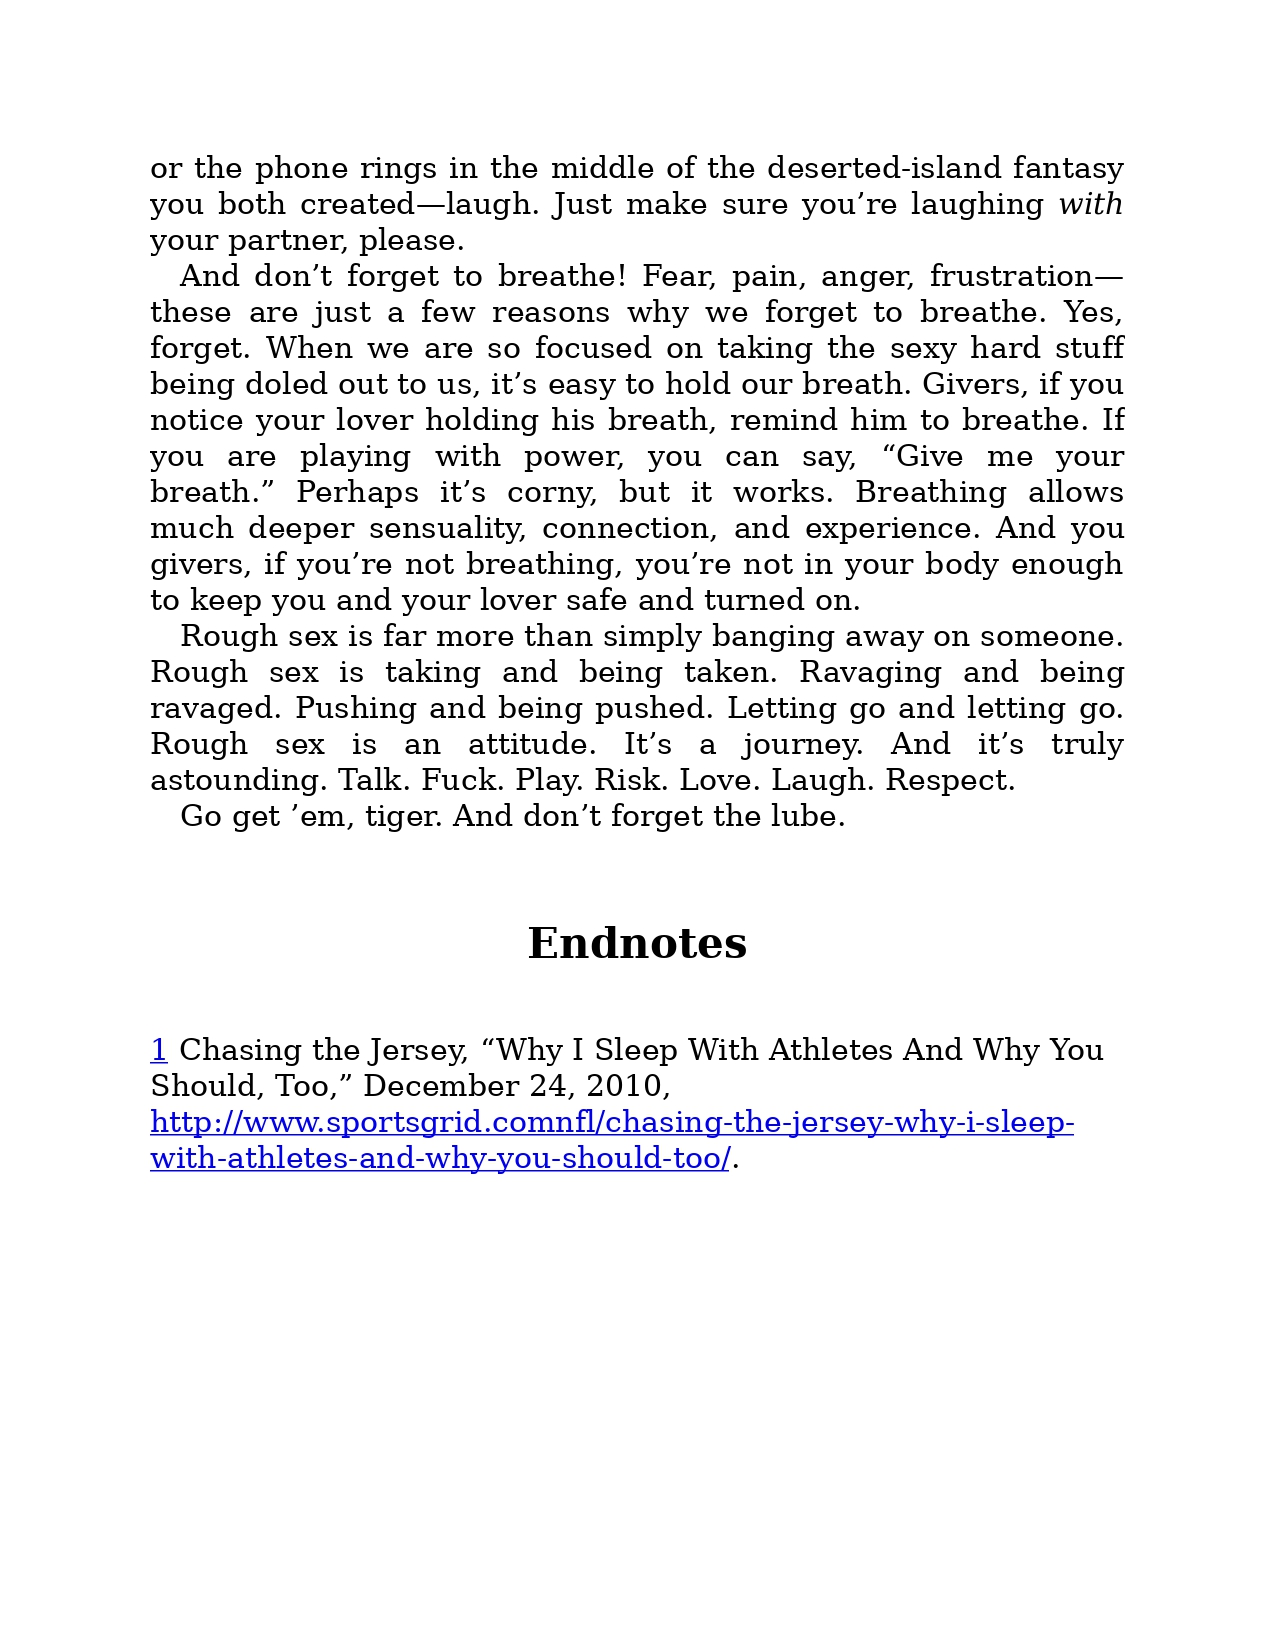 or the phone rings in the middle of the deserted-island fantasy
you both created—laugh. Just make sure you’re laughing with
your partner, please.
And don’t forget to breathe! Fear, pain, anger, frustration—
these are just a few reasons why we forget to breathe. Yes,
forget. When we are so focused on taking the sexy hard stuff
being doled out to us, it’s easy to hold our breath. Givers, if you
notice your lover holding his breath, remind him to breathe. If
you are playing with power, you can say, “Give me your
breath.” Perhaps it’s corny, but it works. Breathing allows
much deeper sensuality, connection, and experience. And you
givers, if you’re not breathing, you’re not in your body enough
to keep you and your lover safe and turned on.
Rough sex is far more than simply banging away on someone.
Rough sex is taking and being taken. Ravaging and being
ravaged. Pushing and being pushed. Letting go and letting go.
Rough sex is an attitude. It’s a journey. And it’s truly
astounding. Talk. Fuck. Play. Risk. Love. Laugh. Respect.
Go get ’em, tiger. And don’t forget the lube.
Endnotes
1 Chasing the Jersey, “Why I Sleep With Athletes And Why You
Should, Too,” December 24, 2010,
http://www.sportsgrid.comnfl/chasing-the-jersey-why-i-sleep-
with-athletes-and-why-you-should-too/.